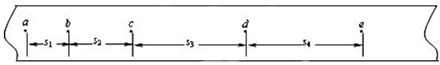 a b c d e
s₁ s₂ s₃ s₄